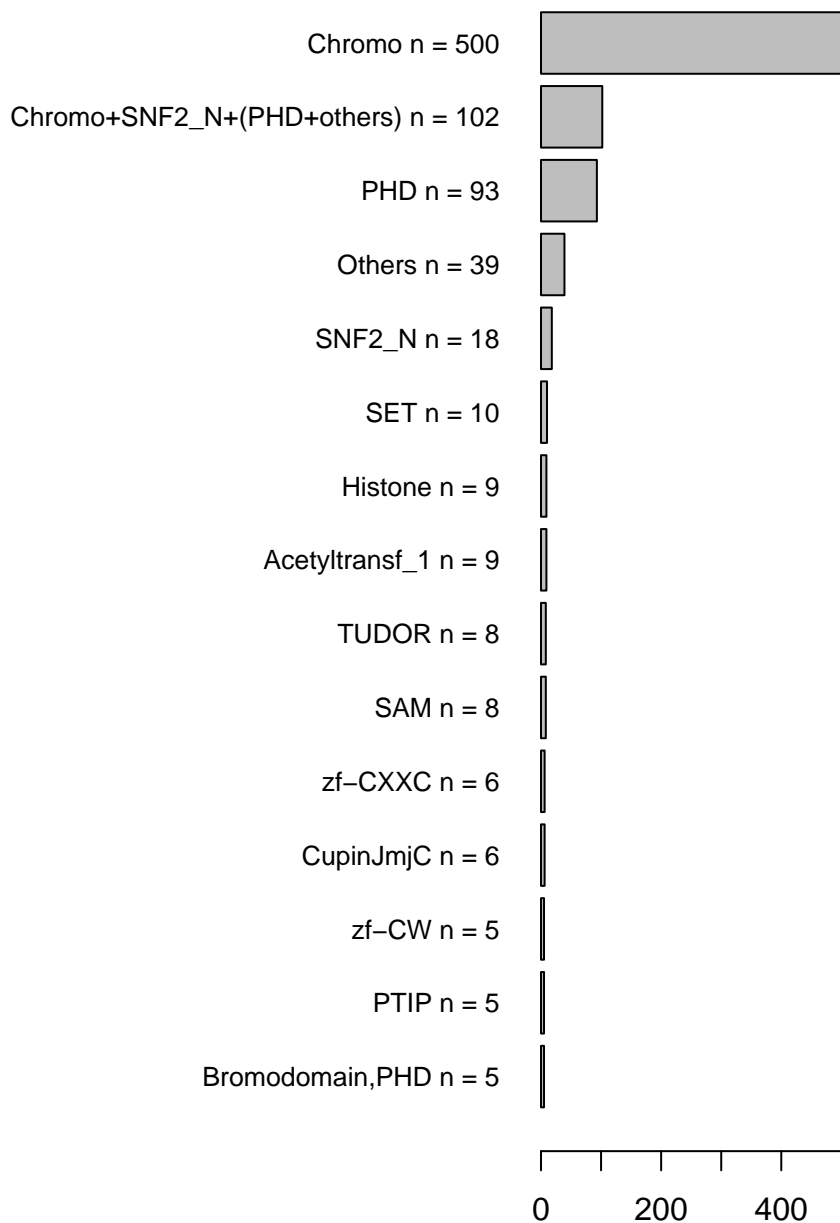 Chromo n = 500
Chromo+SNF2_N+(PHD+others) n = 102
PHD n = 93
Others n = 39
SNF2_N n = 18
SET n = 10
Histone n = 9
Acetyltransf_1 n = 9
TUDOR n = 8
SAM n = 8
zf−CXXC n = 6
CupinJmjC n = 6
zf−CW n = 5
PTIP n = 5
Bromodomain,PHD n = 5
0 200 400